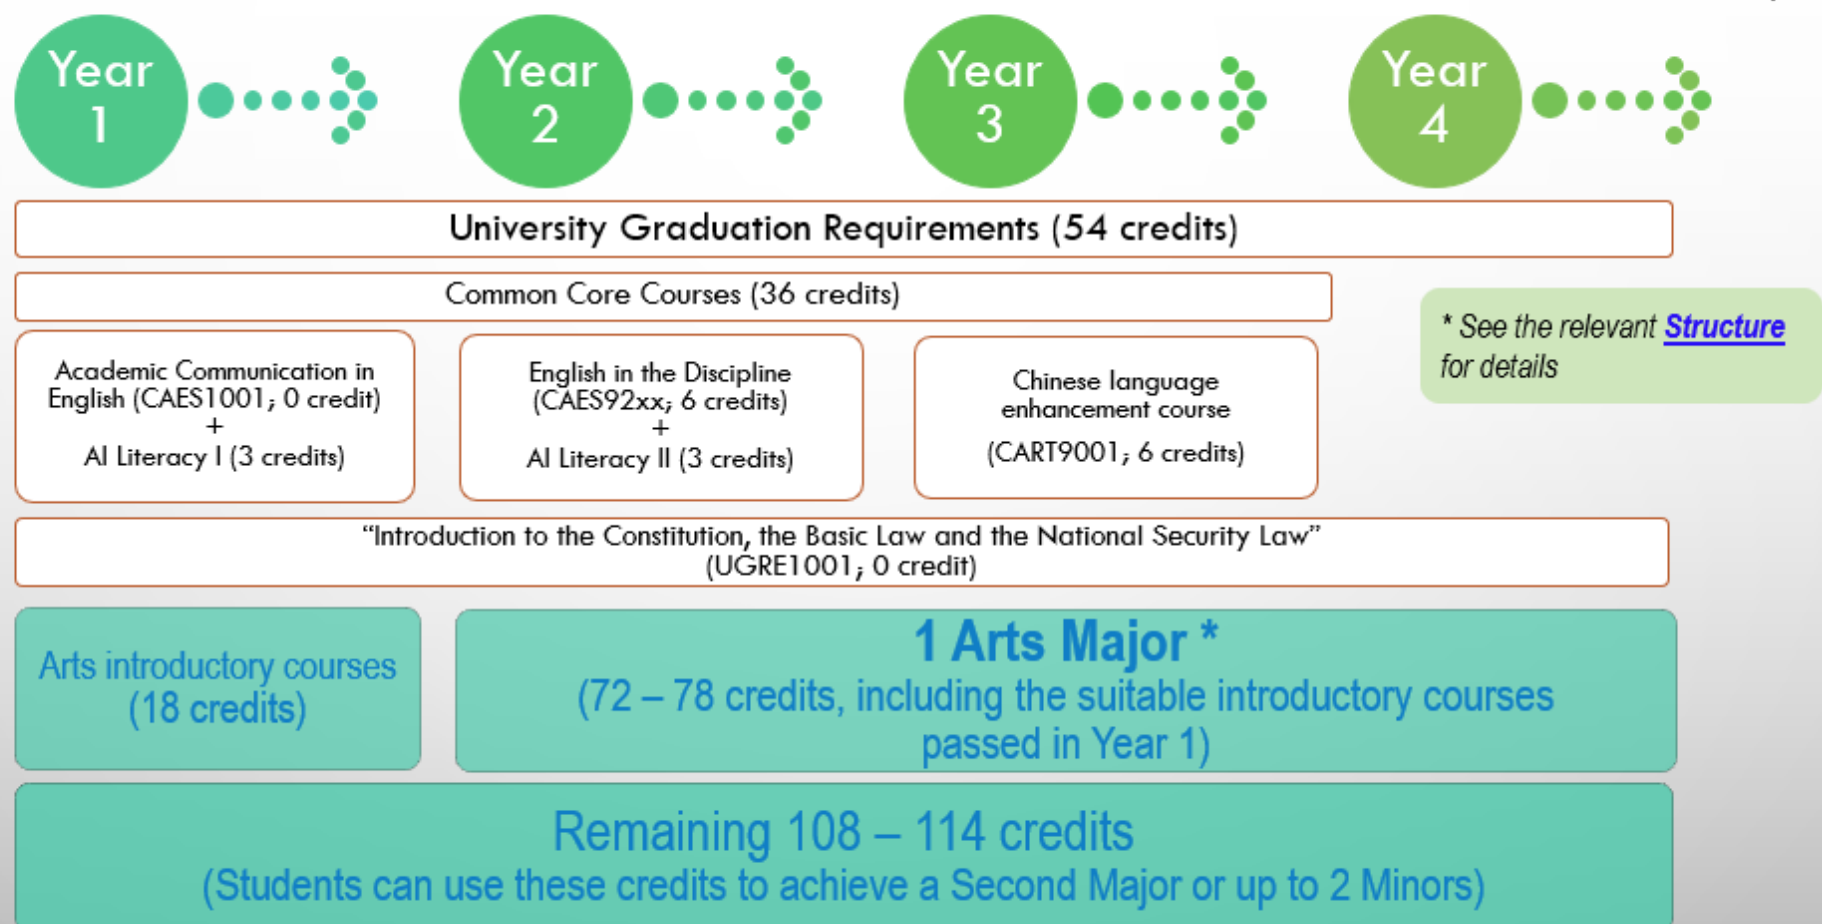 Year
1
Year
2
Year
3
Year
4
University Graduation Requirements (54 credits)
Common Core Courses (36 credits)
* See the relevant Structure
for details
Academic Communication in
English (CAES1001; 0 credit)
+
AI Literacy I (3 credits)
English in the Discipline
(CAES92xx; 6 credits)
+
AI Literacy II (3 credits)
Chinese language
enhancement course
(CART9001; 6 credits)
“Introduction to the Constitution, the Basic Law and the National Security Law”
(UGRE1001; 0 credit)
Arts introductory courses
(18 credits)
1 Arts Major *
(72 – 78 credits, including the suitable introductory courses
passed in Year 1)
Remaining 108 – 114 credits
(Students can use these credits to achieve a Second Major or up to 2 Minors)